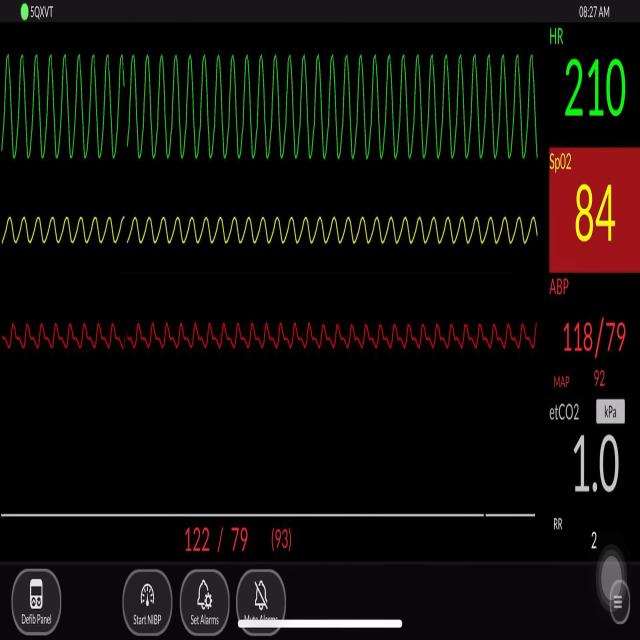 5QXVT
08:27 AM
HR
210
SpO2
84
ABP
118/79
MAP 92
etCO2 kPa
1.0
RR
2
122 / 79 (93)
Defib Panel
Start NIBP
Set Alarms
Mute Alarms